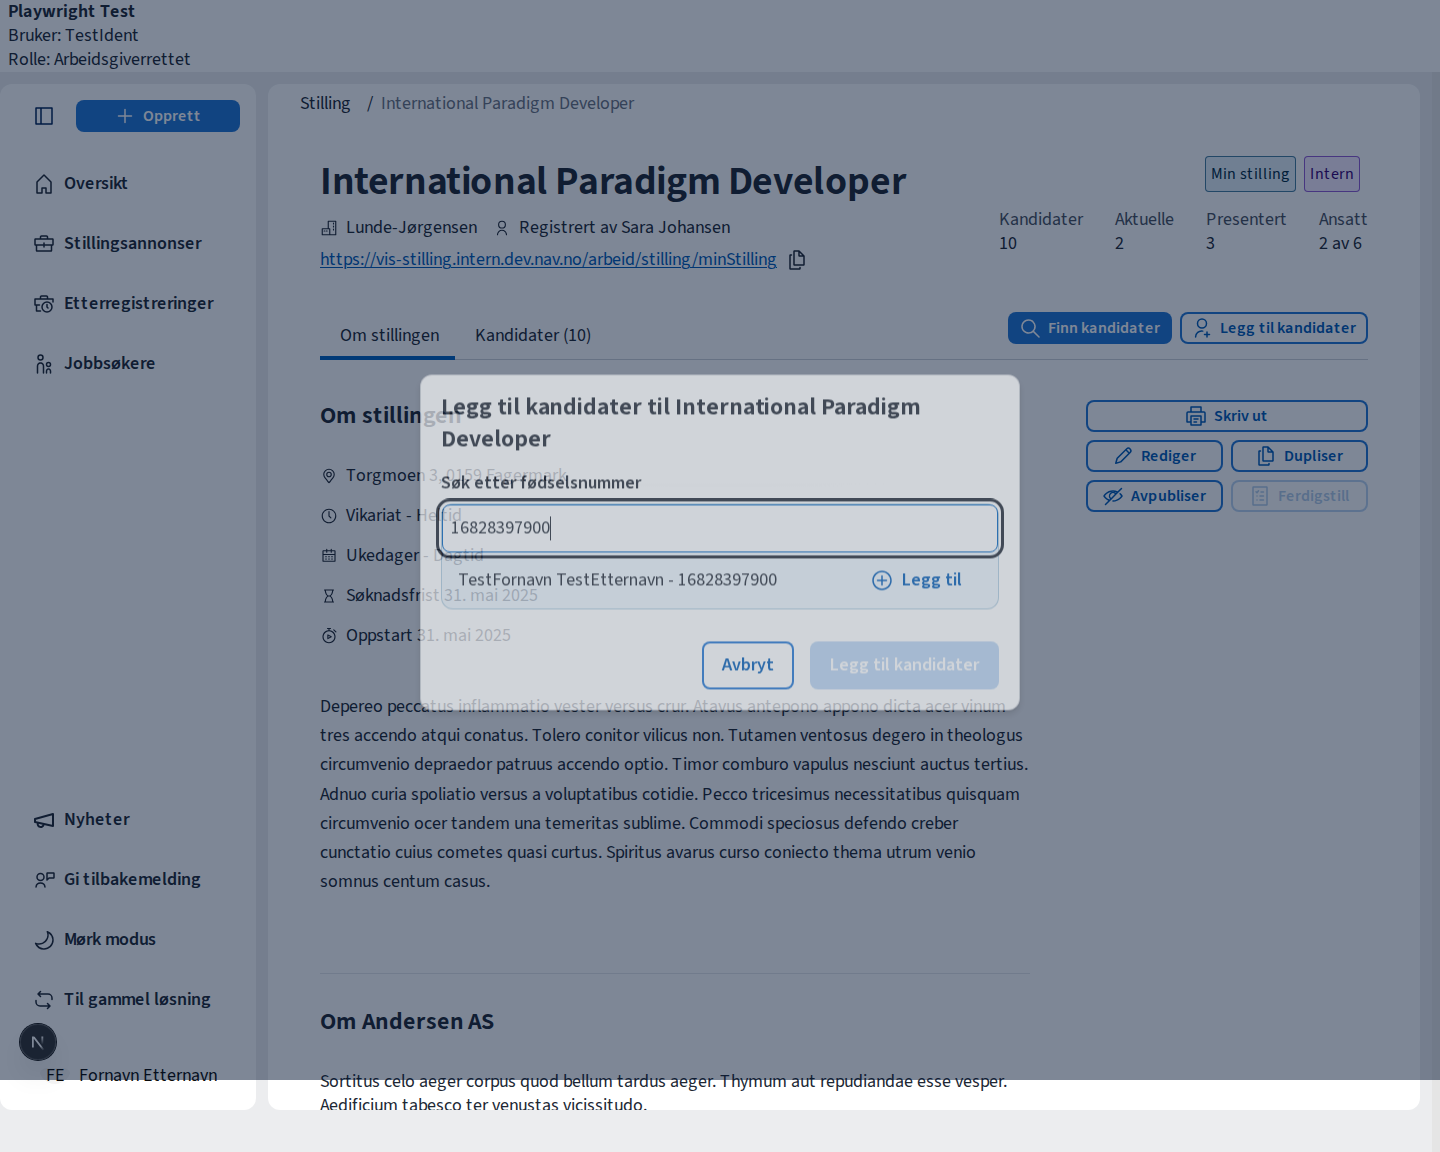 Playwright Test
Bruker: TestIdent
Rolle: Arbeidsgiverrettet
Opprett
Oversikt
Stillingsannonser
Etterregistreringer
Jobbsøkere
Nyheter
Gi tilbakemelding
Mørk modus
Til gammel løsning
N
FE Fornavn Etternavn
Stilling / International Paradigm Developer
International Paradigm Developer
Min stilling Intern
Lunde-Jørgensen Registrert av Sara Johansen
https://vis-stilling.intern.dev.nav.no/arbeid/stilling/minStilling
Kandidater Aktuelle Presentert Ansatt
10 2 3 2 av 6
Om stillingen Kandidater (10)
Finn kandidater Legg til kandidater
Om stillingen
Torgmoen 3, 0159 Fagermark
Vikariat - Heltid
Ukedager - Dagtid
Søknadsfrist 31. mai 2025
Oppstart 31. mai 2025
Skriv ut
Rediger Dupliser
Avpubliser Ferdigstill
Legg til kandidater til International Paradigm
Developer
Søk etter fødselsnummer
16828397900
TestFornavn TestEtternavn - 16828397900 Legg til
Avbryt Legg til kandidater
Depereo peccatus inflammatio vester versus crur. Atavus antepono appono dicta acer vinum
tres accendo atqui conatus. Tolero conitor vilicus non. Tutamen ventosus degero in theologus
circumvenio depraedor patruus accendo optio. Timor comburo vapulus nesciunt auctus tertius.
Adnuo curia spoliatio versus a voluptatibus cotidie. Pecco tricesimus necessitatibus quisquam
circumvenio ocer tandem una temeritas sublime. Commodi speciosus defendo creber
cunctatio cuius cometes quasi curtus. Spiritus avarus curso coniecto thema utrum venio
somnus centum casus.
Om Andersen AS
Sortitus celo aeger corpus quod bellum tardus aeger. Thymum aut repudiandae esse vesper.
Aedificium tabesco ter venustas vicissitudo.